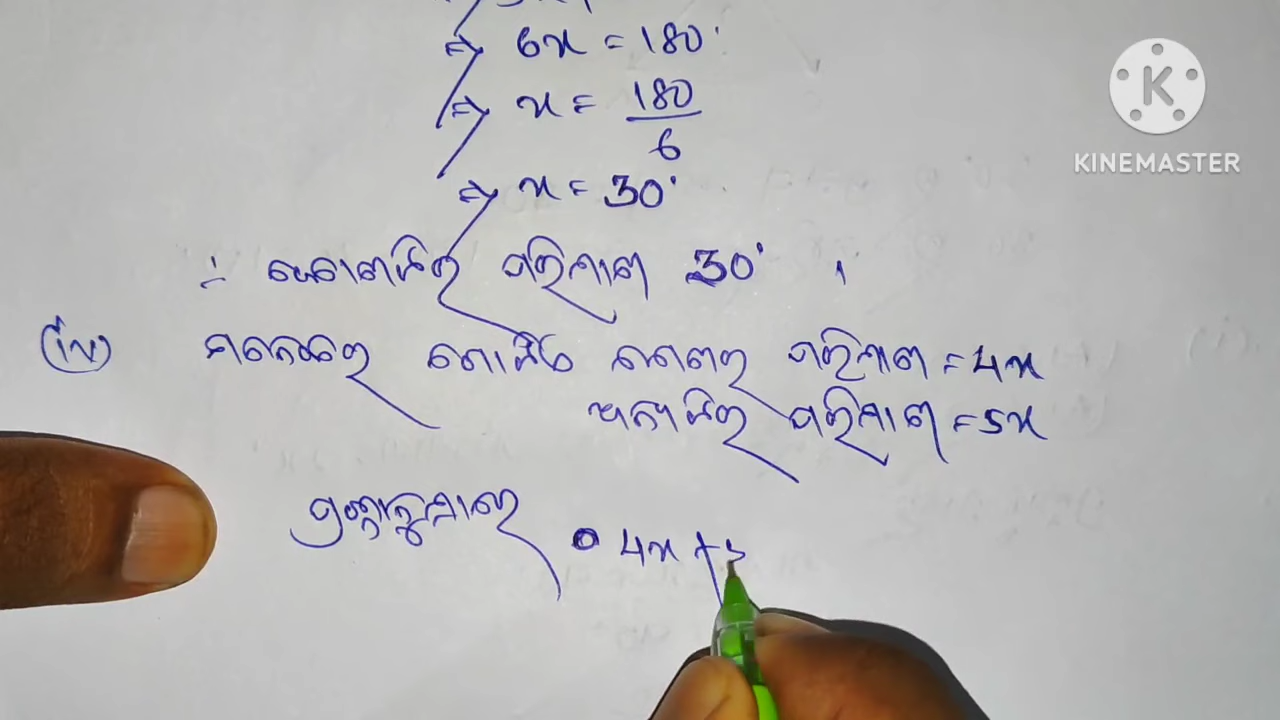 ⇒ 6x = 180°
⇒ x = 180/6
⇒ x = 30°
∴ କୋଣଟିର ପରିମାଣ 30° ।
(iv) ମନେକର ଗୋଟିଏ କୋଣର ପରିମାଣ = 4x
ଅନ୍ୟଟିର ପରିମାଣ = 5x
ପ୍ରଶ୍ନାନୁସାରେ 4x +
KINEMASTER